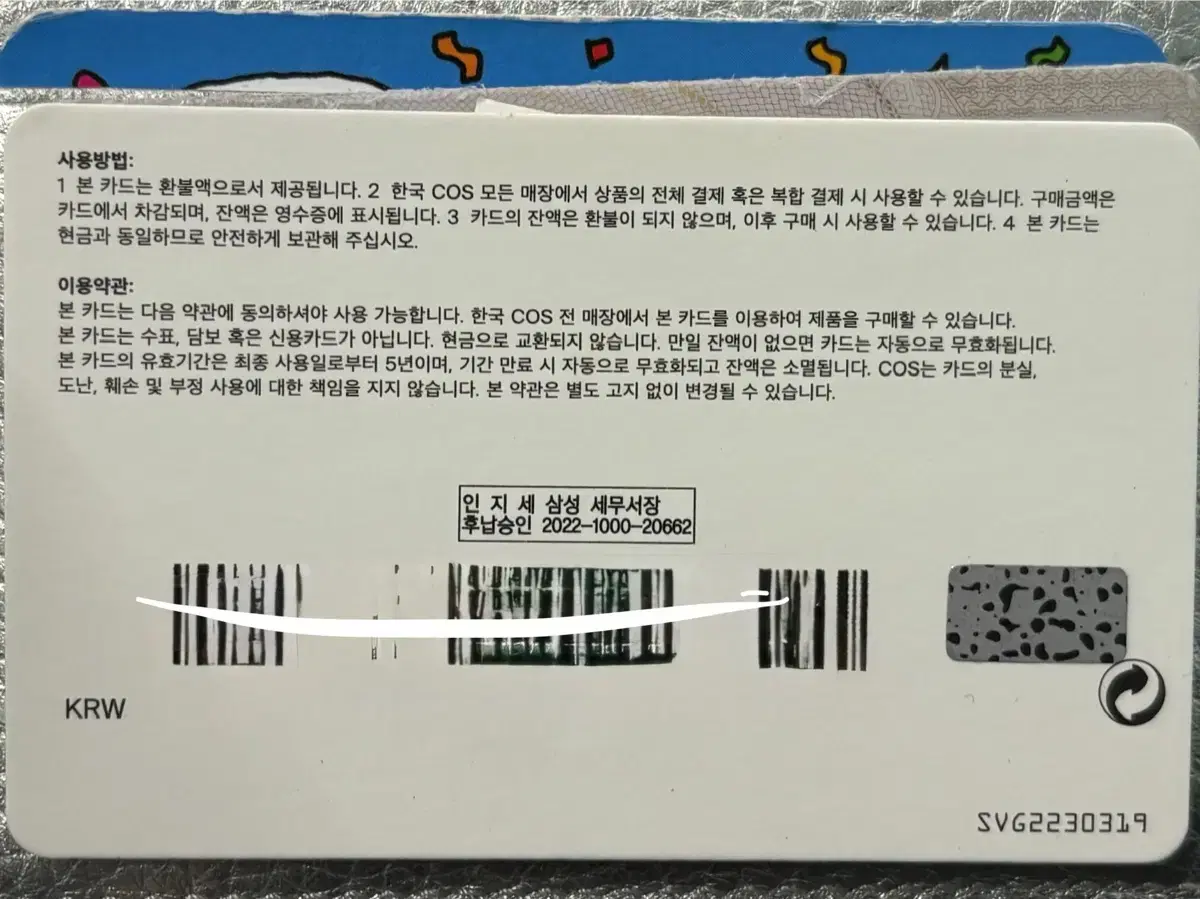 사용방법:
1 본 카드는 환불액으로서 제공됩니다. 2 한국 COS 모든 매장에서 상품의 전체 결제 혹은 복합 결제 시 사용할 수 있습니다. 구매금액은
카드에서 차감되며, 잔액은 영수증에 표시됩니다. 3 카드의 잔액은 환불이 되지 않으며, 이후 구매 시 사용할 수 있습니다. 4 본 카드는
현금과 동일하므로 안전하게 보관해 주십시오.
이용약관:
본 카드는 다음 약관에 동의하셔야 사용 가능합니다. 한국 COS 전 매장에서 본 카드를 이용하여 제품을 구매할 수 있습니다.
본 카드는 수표, 담보 혹은 신용카드가 아닙니다. 현금으로 교환되지 않습니다. 만일 잔액이 없으면 카드는 자동으로 무효화됩니다.
본 카드의 유효기간은 최종 사용일로부터 5년이며, 기간 만료 시 자동으로 무효화되고 잔액은 소멸됩니다. COS는 카드의 분실,
도난, 훼손 및 부정 사용에 대한 책임을 지지 않습니다. 본 약관은 별도 고지 없이 변경될 수 있습니다.
인 지 세 삼성 세무서장
후납승인 2022-1000-20662
KRW
SVG2230319